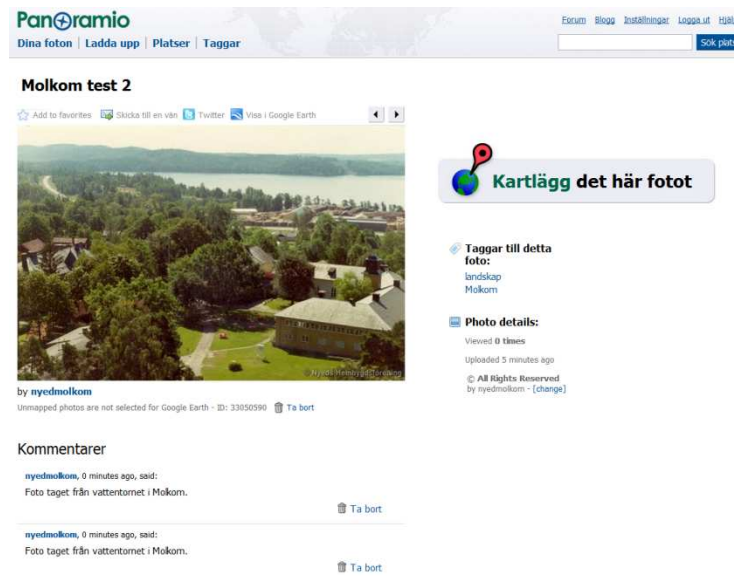 Panoramio
Forum Blogg Inställningar Logga ut
Dina foton | Ladda upp | Platser | Taggar
Sök plats
Molkom test 2
Add to favorites Skicka till en vän Twitter Visa i Google Earth
Kartlägg det här fotot
Taggar till detta
foto:
landskap
Molkom
Photo details:
Viewed 0 times
Uploaded 5 minutes ago
© All Rights Reserved
by nyedmolkom - [change]
© Nyeds Hembygdsförening
by nyedmolkom
Unmapped photos are not selected for Google Earth - ID: 33050590 Ta bort
Kommentarer
nyedmolkom, 0 minutes ago, said:
Foto taget från vattentornet i Molkom.
Ta bort
nyedmolkom, 0 minutes ago, said:
Foto taget från vattentornet i Molkom.
Ta bort